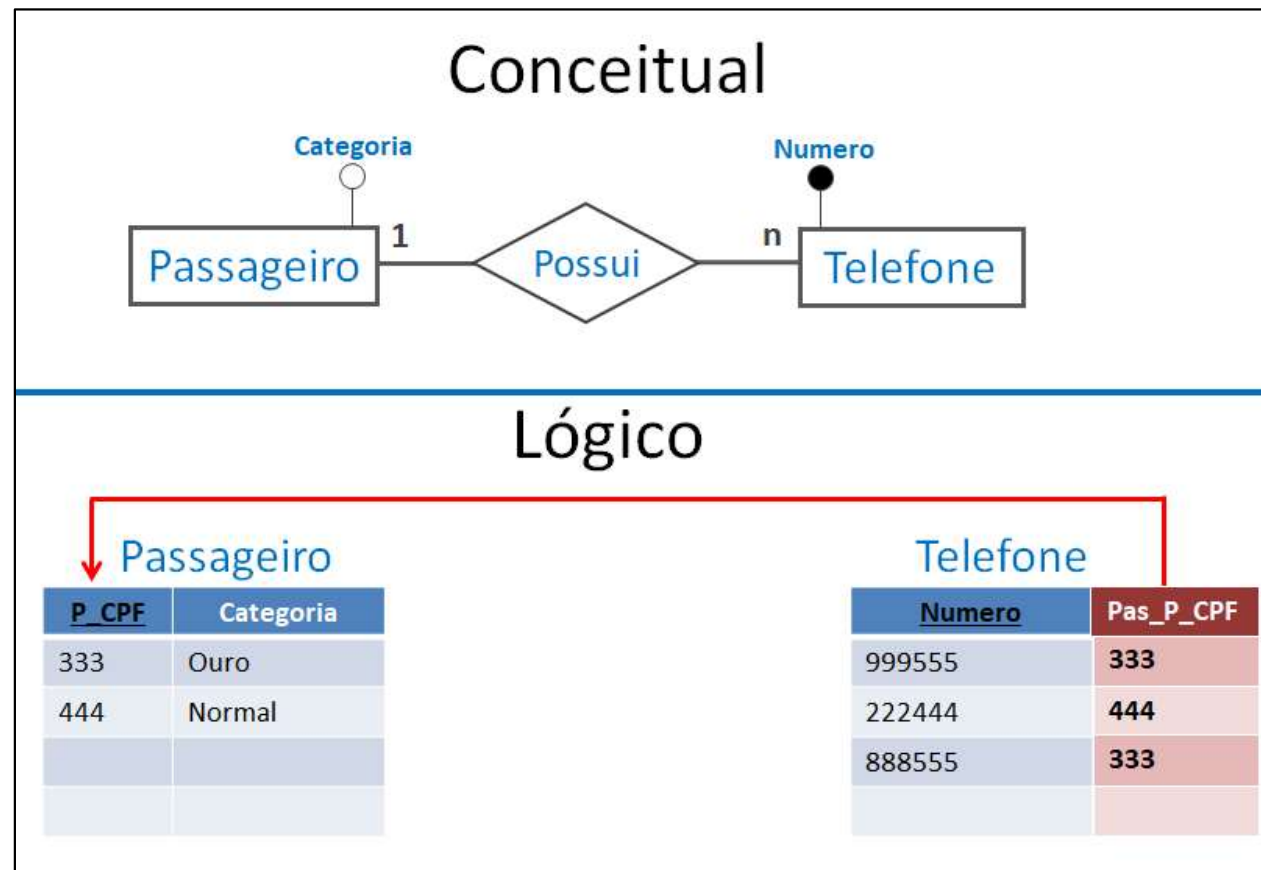 Conceitual
Categoria
Numero
Passageiro 1 Possui n Telefone
Lógico
Passageiro
P_CPF Categoria
333 Ouro
444 Normal
Telefone
Numero Pas_P_CPF
999555 333
222444 444
888555 333